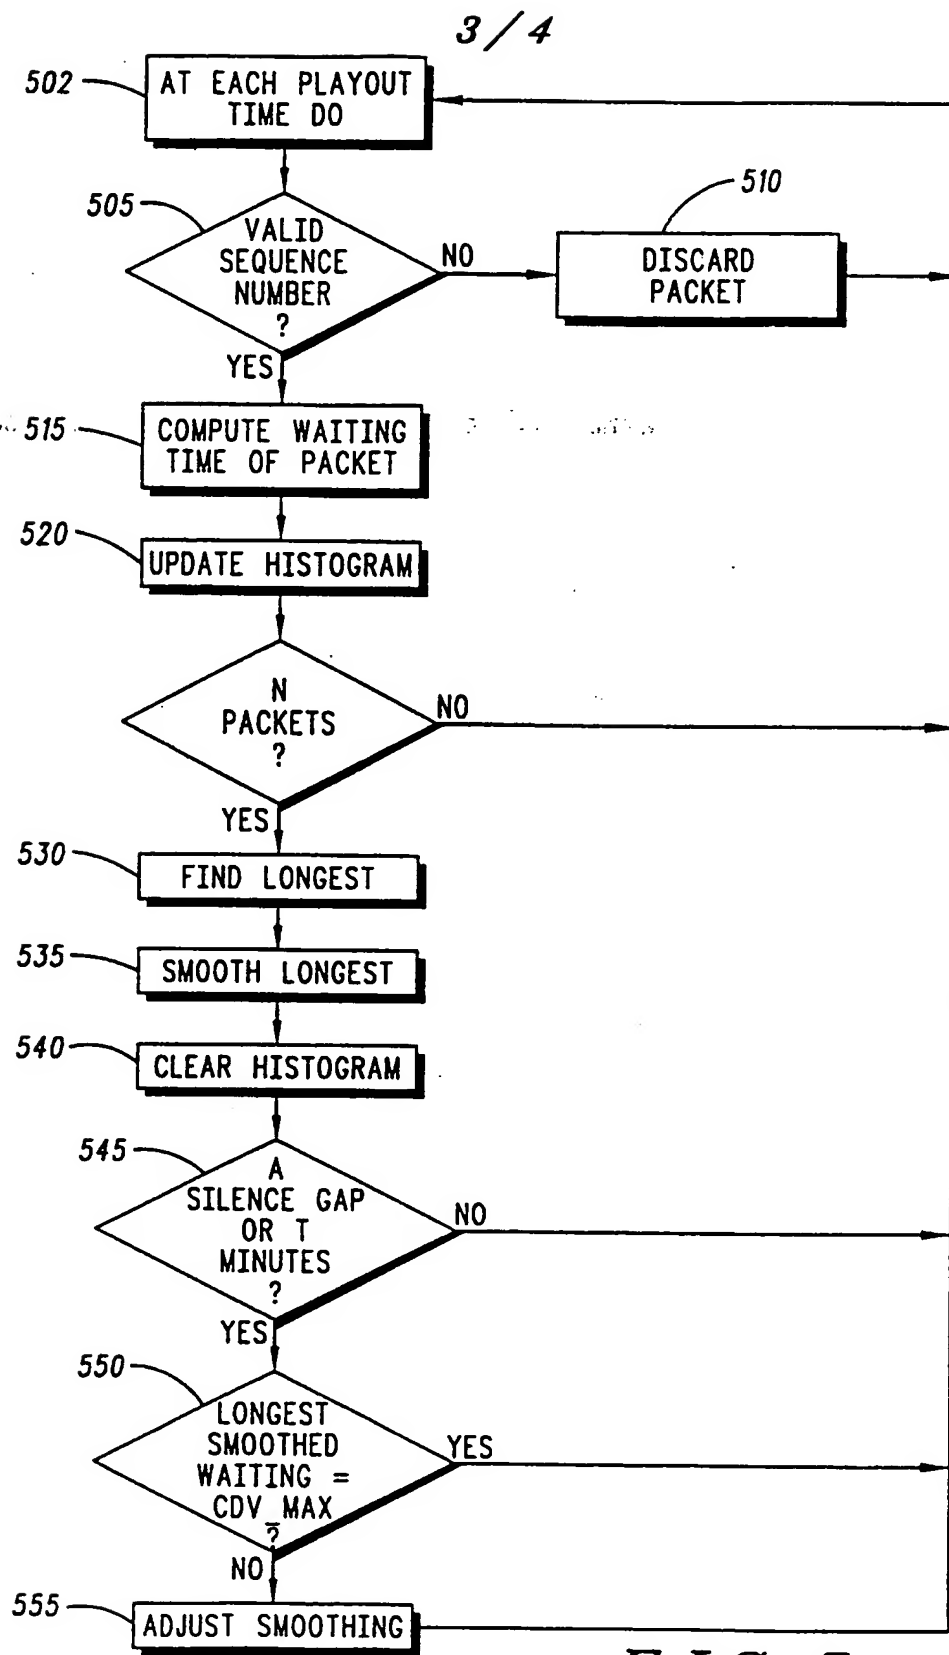 3/4
502
AT EACH PLAYOUT
TIME DO
505
VALID
SEQUENCE
NUMBER
?
NO
510
DISCARD
PACKET
YES
515
COMPUTE WAITING
TIME OF PACKET
520
UPDATE HISTOGRAM
N
PACKETS
?
NO
YES
530
FIND LONGEST
535
SMOOTH LONGEST
540
CLEAR HISTOGRAM
545
A
SILENCE GAP
OR T
MINUTES
?
NO
YES
550
LONGEST
SMOOTHED
WAITING =
CDV_MAX
?
YES
NO
555
ADJUST SMOOTHING